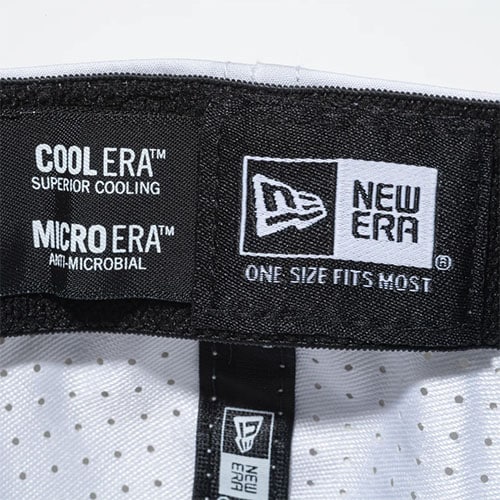 COOL ERA™
SUPERIOR COOLING
MICRO ERA™
ANTI-MICROBIAL
NEW
ERA®
ONE SIZE FITS MOST
NEW
ERA